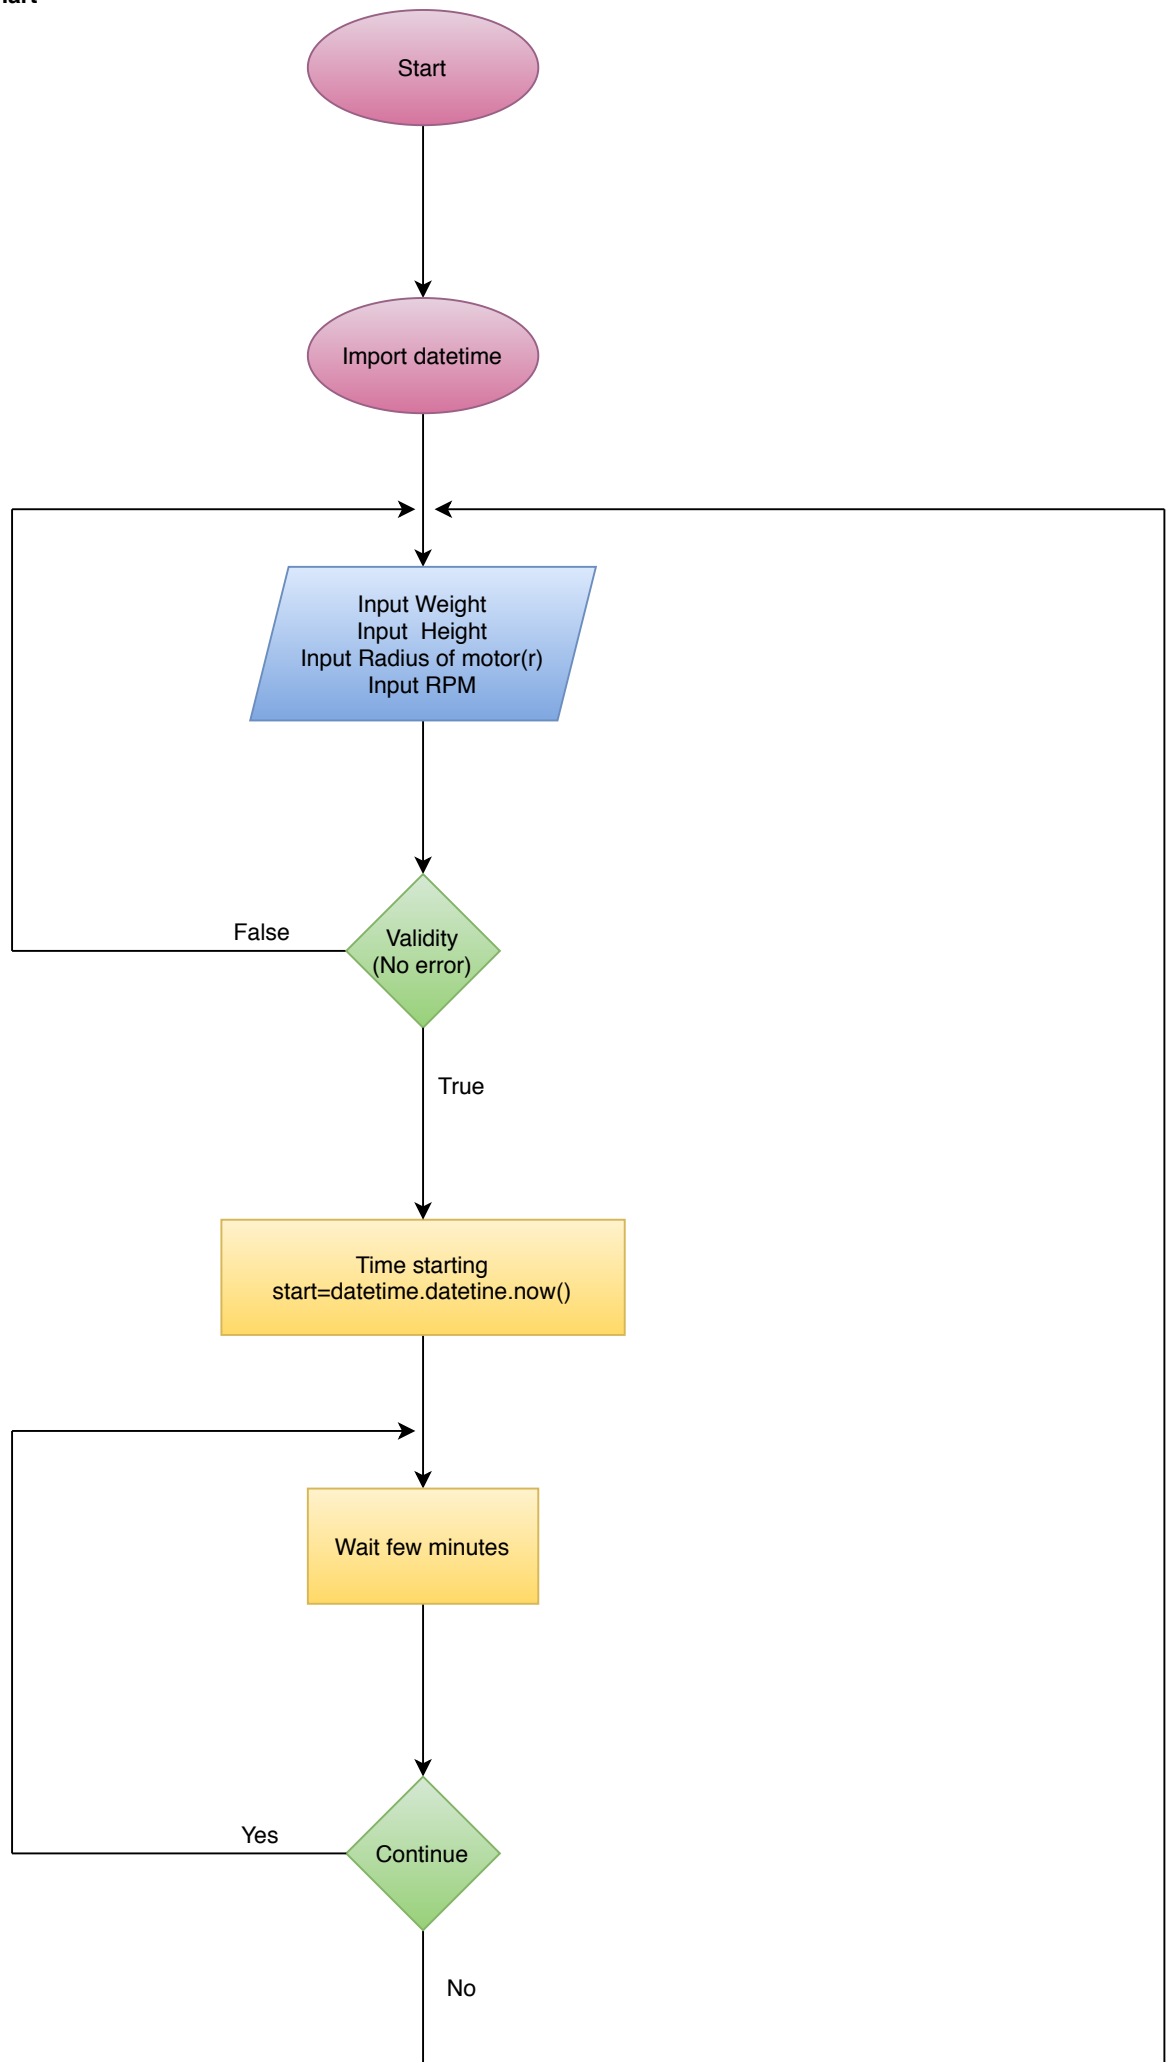 Start
Import datetime
Input Weight
Input  Height
Input Radius of motor(r)
Input RPM
False
Validity
(No error)
True
Time starting
start=datetime.datetine.now()
Wait few minutes
Yes
Continue
No